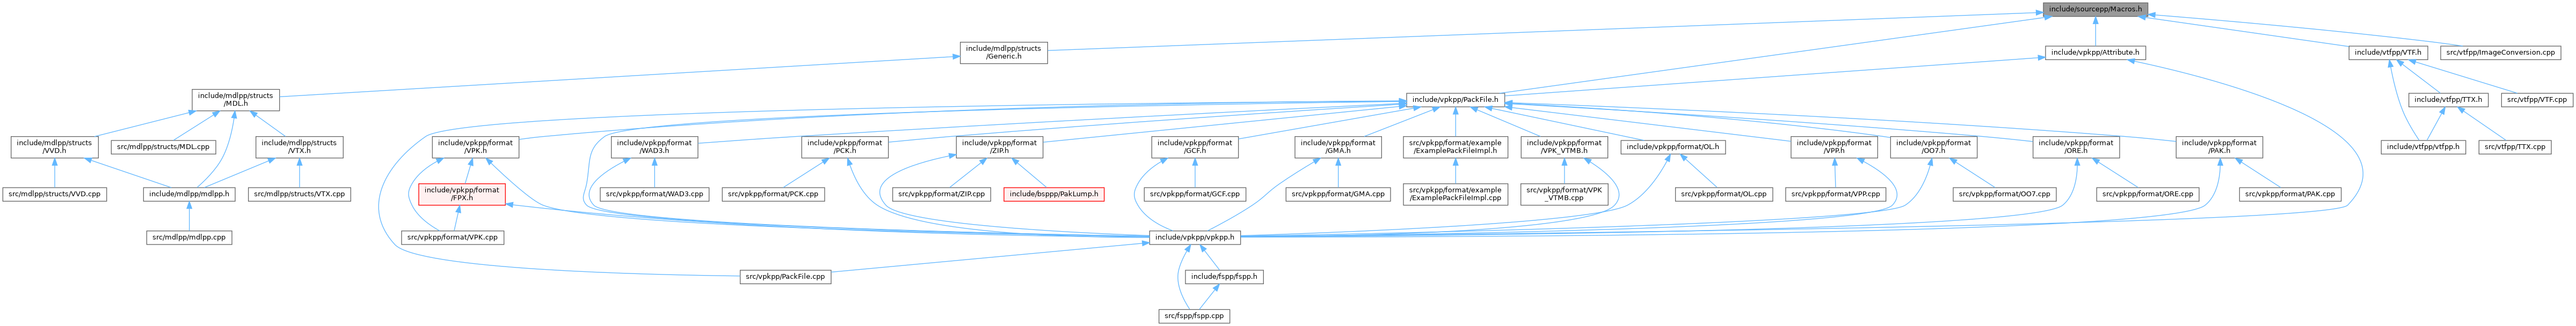 include/sourcepp/Macros.h
include/mdlpp/structs
/Generic.h
include/vpkpp/Attribute.h
include/vtfpp/VTF.h
src/vtfpp/ImageConversion.cpp
include/mdlpp/structs
/MDL.h
include/vpkpp/PackFile.h
include/vtfpp/TTX.h
src/vtfpp/VTF.cpp
include/mdlpp/structs
/VVD.h
src/mdlpp/structs/MDL.cpp
include/mdlpp/structs
/VTX.h
include/vpkpp/format
/VPK.h
include/vpkpp/format
/WAD3.h
include/vpkpp/format
/PCK.h
include/vpkpp/format
/ZIP.h
include/vpkpp/format
/GCF.h
include/vpkpp/format
/GMA.h
src/vpkpp/format/example
/ExamplePackFileImpl.h
include/vpkpp/format
/VPK_VTMB.h
include/vpkpp/format/OL.h
include/vpkpp/format
/VPP.h
include/vpkpp/format
/OO7.h
include/vpkpp/format
/ORE.h
include/vpkpp/format
/PAK.h
include/vtfpp/vtfpp.h
src/vtfpp/TTX.cpp
src/mdlpp/structs/VVD.cpp
include/mdlpp/mdlpp.h
src/mdlpp/structs/VTX.cpp
include/vpkpp/format
/FPX.h
src/vpkpp/format/WAD3.cpp
src/vpkpp/format/PCK.cpp
src/vpkpp/format/ZIP.cpp
include/bsppp/PakLump.h
src/vpkpp/format/GCF.cpp
src/vpkpp/format/GMA.cpp
src/vpkpp/format/example
/ExamplePackFileImpl.cpp
src/vpkpp/format/VPK
_VTMB.cpp
src/vpkpp/format/OL.cpp
src/vpkpp/format/VPP.cpp
src/vpkpp/format/OO7.cpp
src/vpkpp/format/ORE.cpp
src/vpkpp/format/PAK.cpp
src/mdlpp/mdlpp.cpp
src/vpkpp/format/VPK.cpp
include/vpkpp/vpkpp.h
src/vpkpp/PackFile.cpp
include/fspp/fspp.h
src/fspp/fspp.cpp